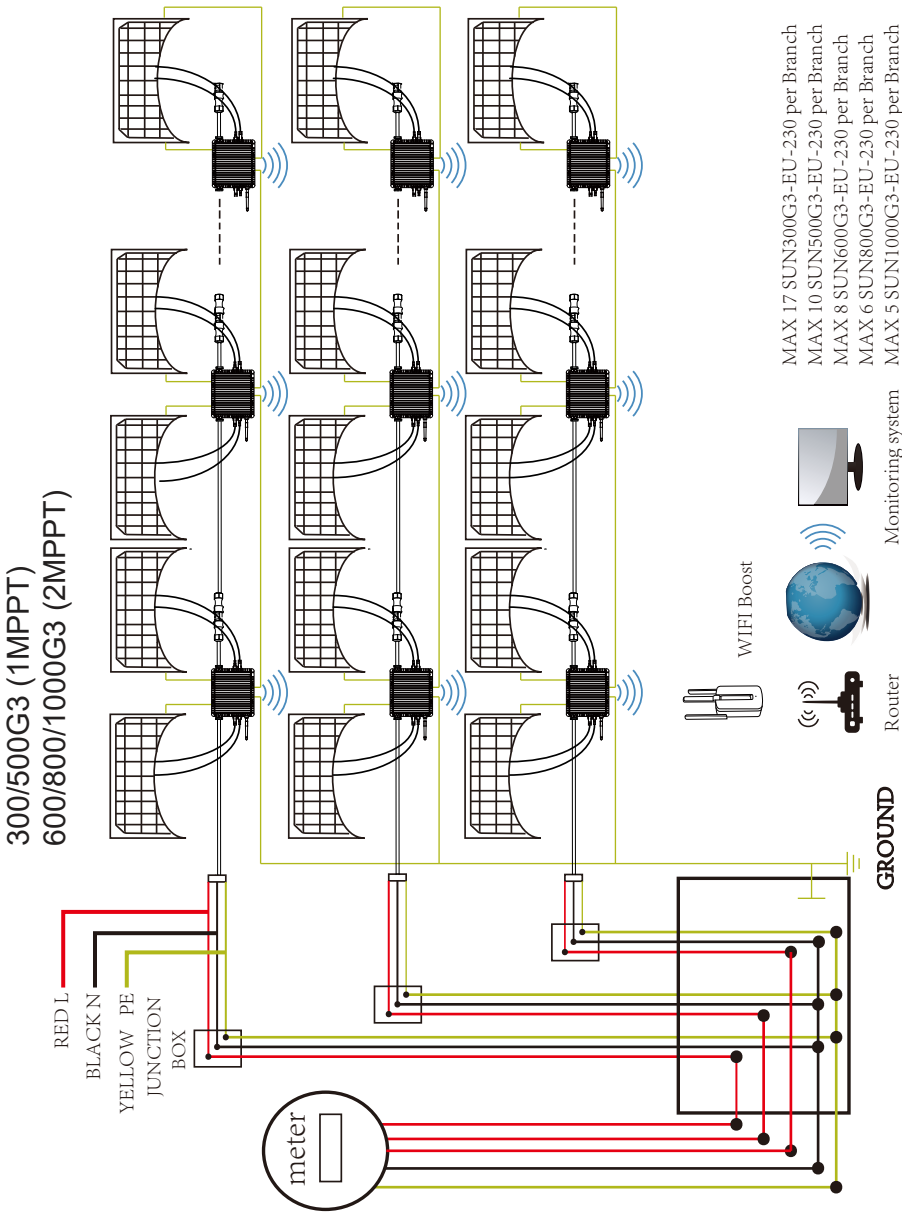 300/500G3 (1MPPT)
600/800/1000G3 (2MPPT)
RED L
BLACK N
YELLOW PE
JUNCTION
BOX
meter
GROUND
Router
WIFI Boost
Monitoring system
MAX 17 SUN300G3-EU-230 per Branch
MAX 10 SUN500G3-EU-230 per Branch
MAX 8 SUN600G3-EU-230 per Branch
MAX 6 SUN800G3-EU-230 per Branch
MAX 5 SUN1000G3-EU-230 per Branch